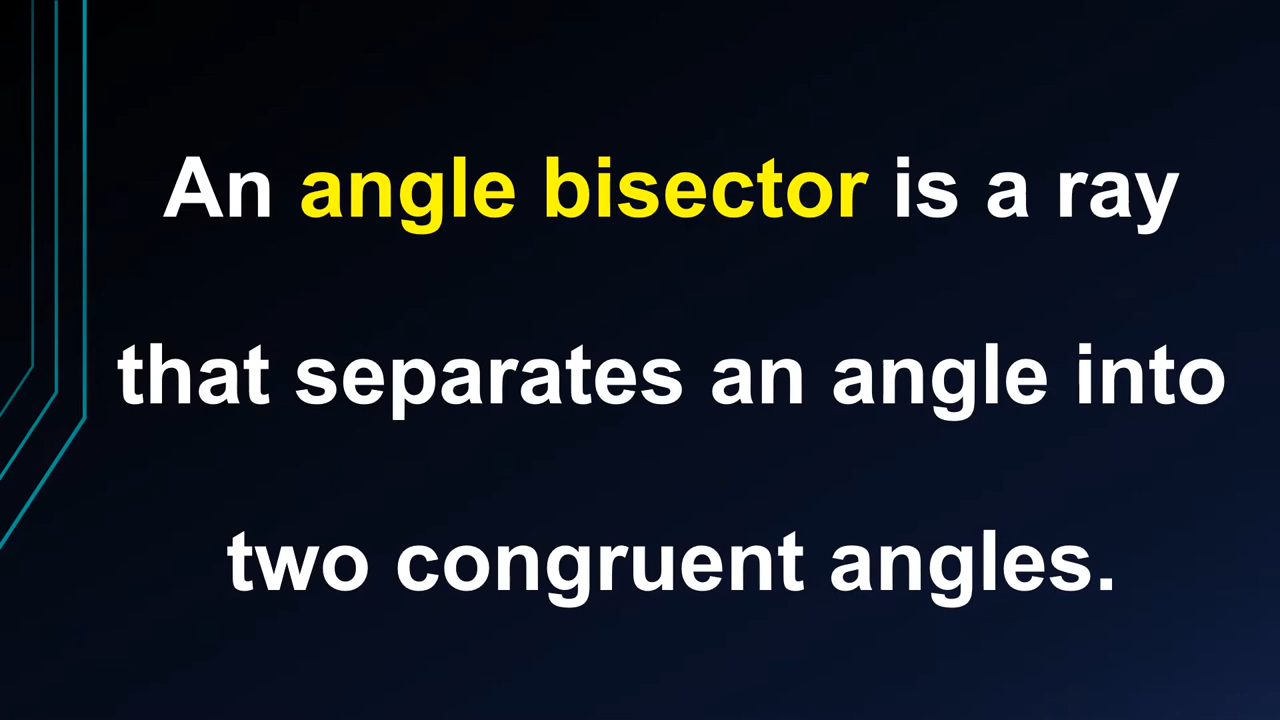 An angle bisector is a ray
that separates an angle into
two congruent angles.